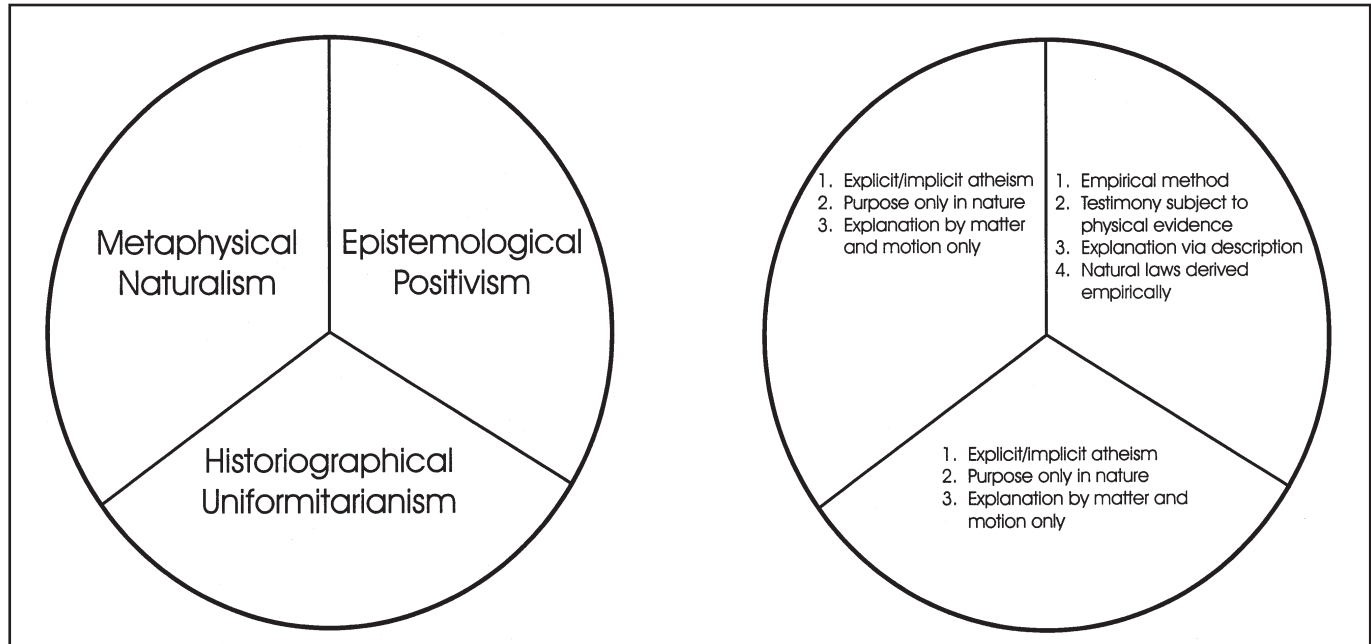 Metaphysical
Naturalism
Epistemological
Positivism
Historiographical
Uniformitarianism
1. Explicit/implicit atheism
2. Purpose only in nature
3. Explanation by matter
and motion only
1. Empirical method
2. Testimony subject to
physical evidence
3. Explanation via description
4. Natural laws derived
empirically
1. Explicit/implicit atheism
2. Purpose only in nature
3. Explanation by matter and
motion only